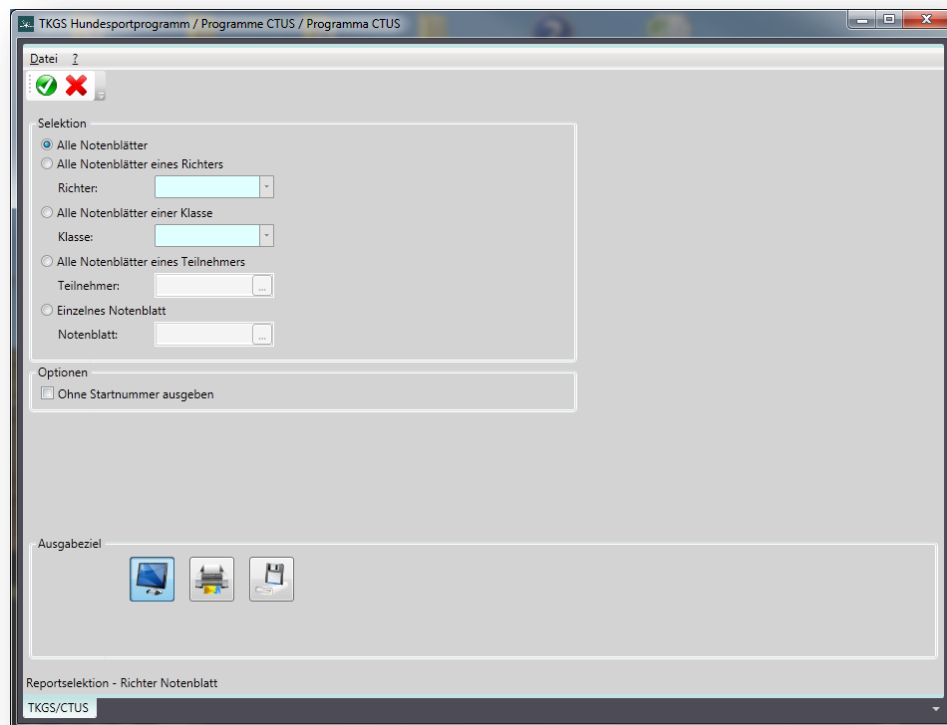 TKGS Hundesportprogramm / Programme CTUS / Programma CTUS
Datei ?
Selektion
Alle Notenblätter
Alle Notenblätter eines Richters
Richter:
Alle Notenblätter einer Klasse
Klasse:
Alle Notenblätter eines Teilnehmers
Teilnehmer: ...
Einzelnes Notenblatt
Notenblatt: ...
Optionen
Ohne Startnummer ausgeben
Ausgabeziel
Reportselektion - Richter Notenblatt
TKGS/CTUS